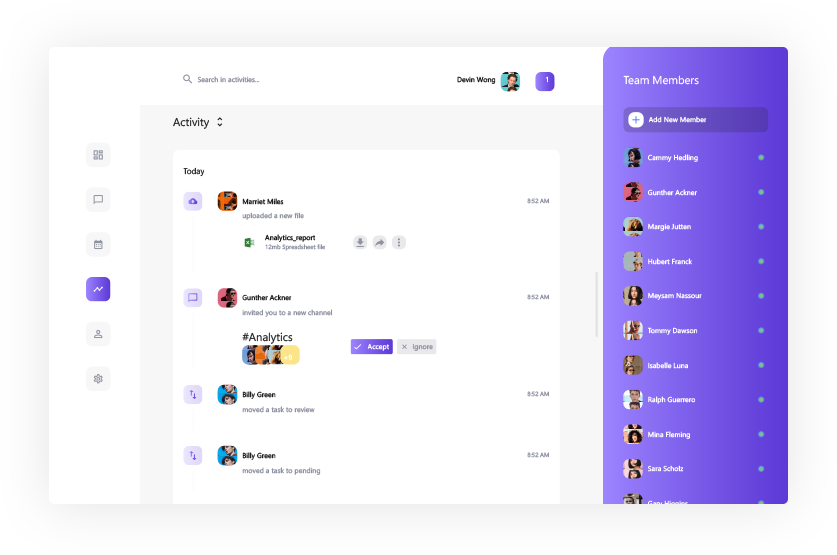 Search in activities...
Devin Wong
1
Activity
Today
Marriet Miles
8:52 AM
uploaded a new file
Analytics_report
12mb Spreadsheet file
Gunther Ackner
8:52 AM
invited you to a new channel
#Analytics
+9
Accept
Ignore
Billy Green
8:52 AM
moved a task to review
Billy Green
8:52 AM
moved a task to pending
Team Members
Add New Member
Cammy Hedling
Gunther Ackner
Margie Jutten
Hubert Franck
Meysam Nassour
Tommy Dawson
Isabelle Luna
Ralph Guerrero
Mina Fleming
Sara Scholz
Gary Higgins